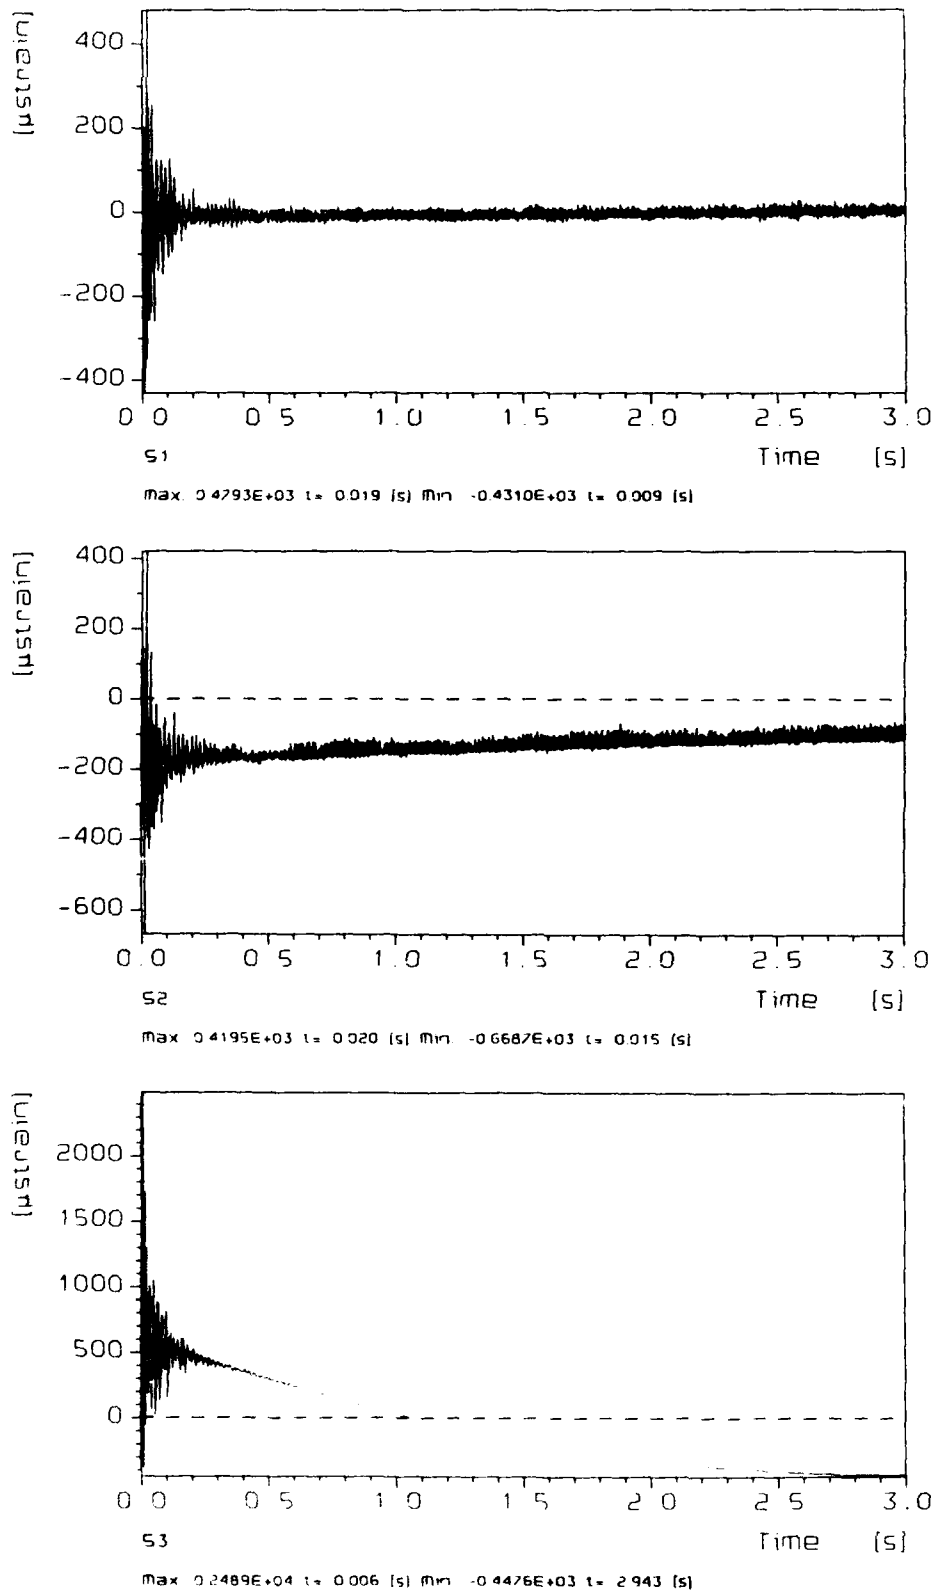 [µstrain]
400
200
0
-200
-400
0.0 0.5 1.0 1.5 2.0 2.5 3.0
S1 Time [s]
Max. 0.4793E+03 t= 0.019 [s] Min -0.4310E+03 t= 0.009 [s]
[µstrain]
400
200
0
-200
-400
-600
0.0 0.5 1.0 1.5 2.0 2.5 3.0
S2 Time [s]
Max 0.4195E+03 t= 0.020 [s] Min. -0.6687E+03 t= 0.015 [s]
[µstrain]
2000
1500
1000
500
0
0.0 0.5 1.0 1.5 2.0 2.5 3.0
S3 Time [s]
Max 0.2489E+04 t= 0.006 [s] Min -0.4476E+03 t= 2.943 [s]